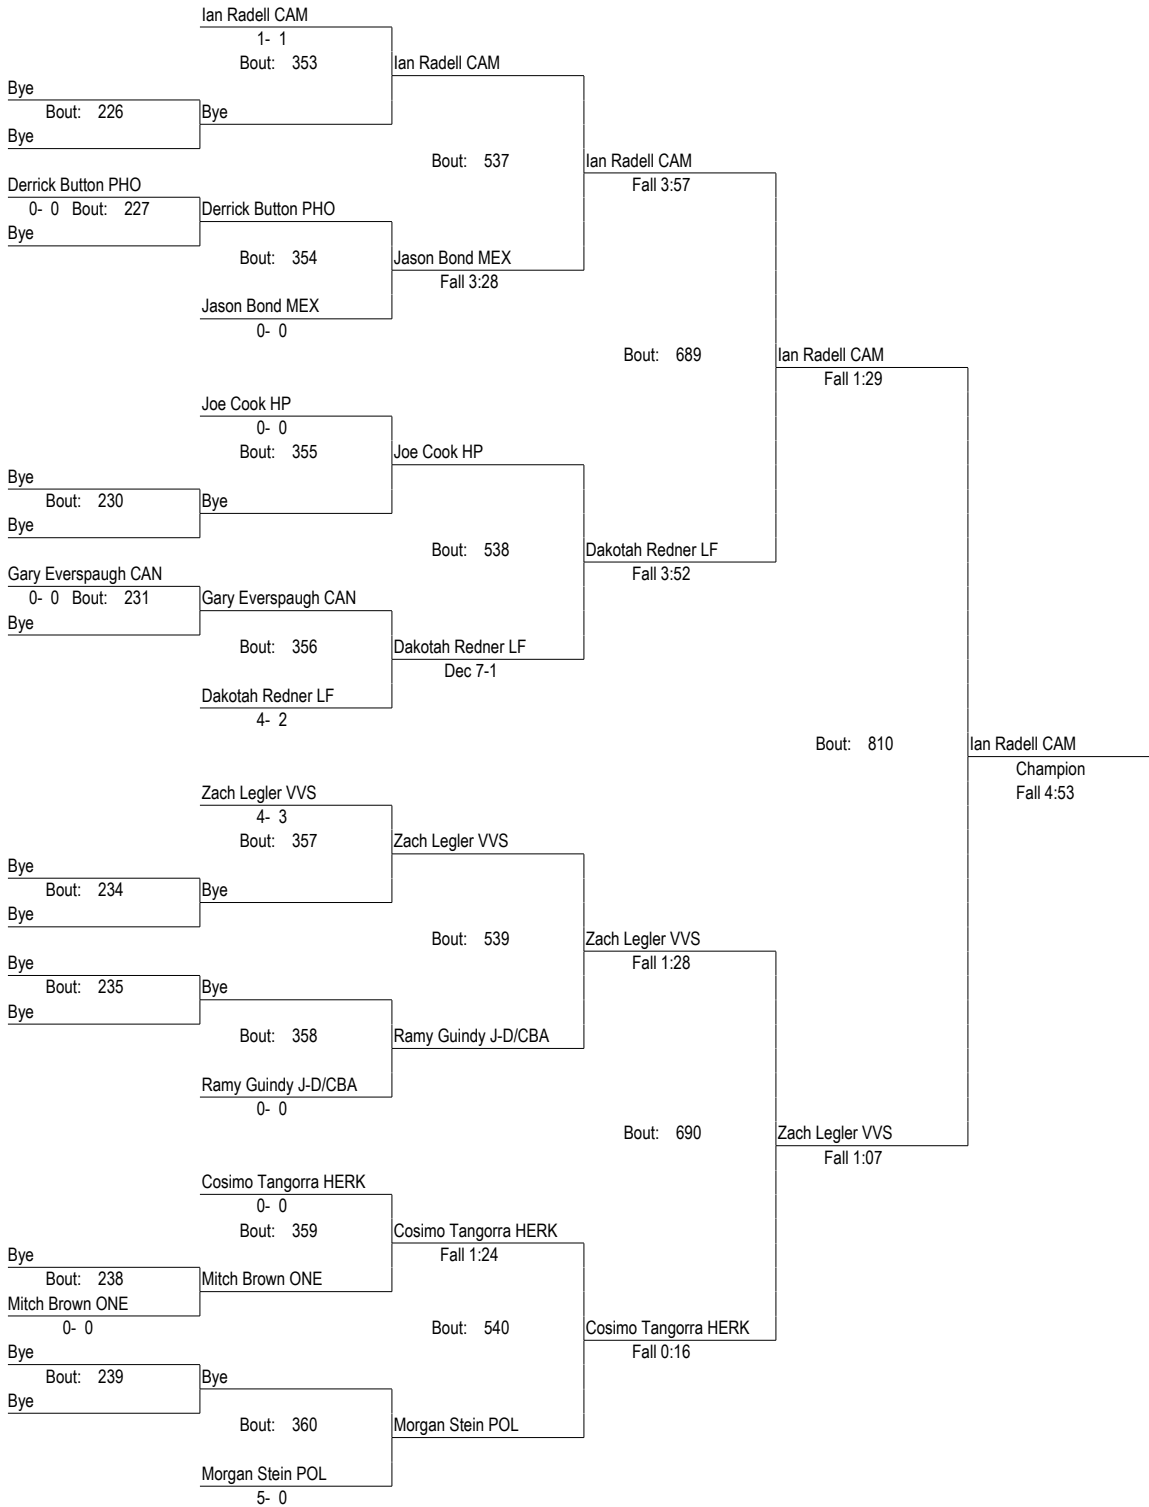 Ian Radell CAM
1- 1
Bout: 353
Ian Radell CAM
Bye
Bout: 226
Bye
Bye
Bout: 537
Ian Radell CAM
Fall 3:57
Derrick Button PHO
0- 0 Bout: 227
Derrick Button PHO
Bye
Bout: 354
Jason Bond MEX
Fall 3:28
Jason Bond MEX
0- 0
Bout: 689
Ian Radell CAM
Fall 1:29
Joe Cook HP
0- 0
Bout: 355
Joe Cook HP
Bye
Bout: 230
Bye
Bye
Bout: 538
Dakotah Redner LF
Fall 3:52
Gary Everspaugh CAN
0- 0 Bout: 231
Gary Everspaugh CAN
Bye
Bout: 356
Dakotah Redner LF
Dec 7-1
Dakotah Redner LF
4- 2
Bout: 810
Ian Radell CAM
Champion
Fall 4:53
Zach Legler VVS
4- 3
Bout: 357
Zach Legler VVS
Bye
Bout: 234
Bye
Bye
Bout: 539
Zach Legler VVS
Fall 1:28
Bye
Bout: 235
Bye
Bye
Bout: 358
Ramy Guindy J-D/CBA
Ramy Guindy J-D/CBA
0- 0
Bout: 690
Zach Legler VVS
Fall 1:07
Cosimo Tangorra HERK
0- 0
Bout: 359
Cosimo Tangorra HERK
Fall 1:24
Bye
Bout: 238
Mitch Brown ONE
Mitch Brown ONE
0- 0
Bout: 540
Cosimo Tangorra HERK
Fall 0:16
Bye
Bout: 239
Bye
Bye
Bout: 360
Morgan Stein POL
Morgan Stein POL
5- 0